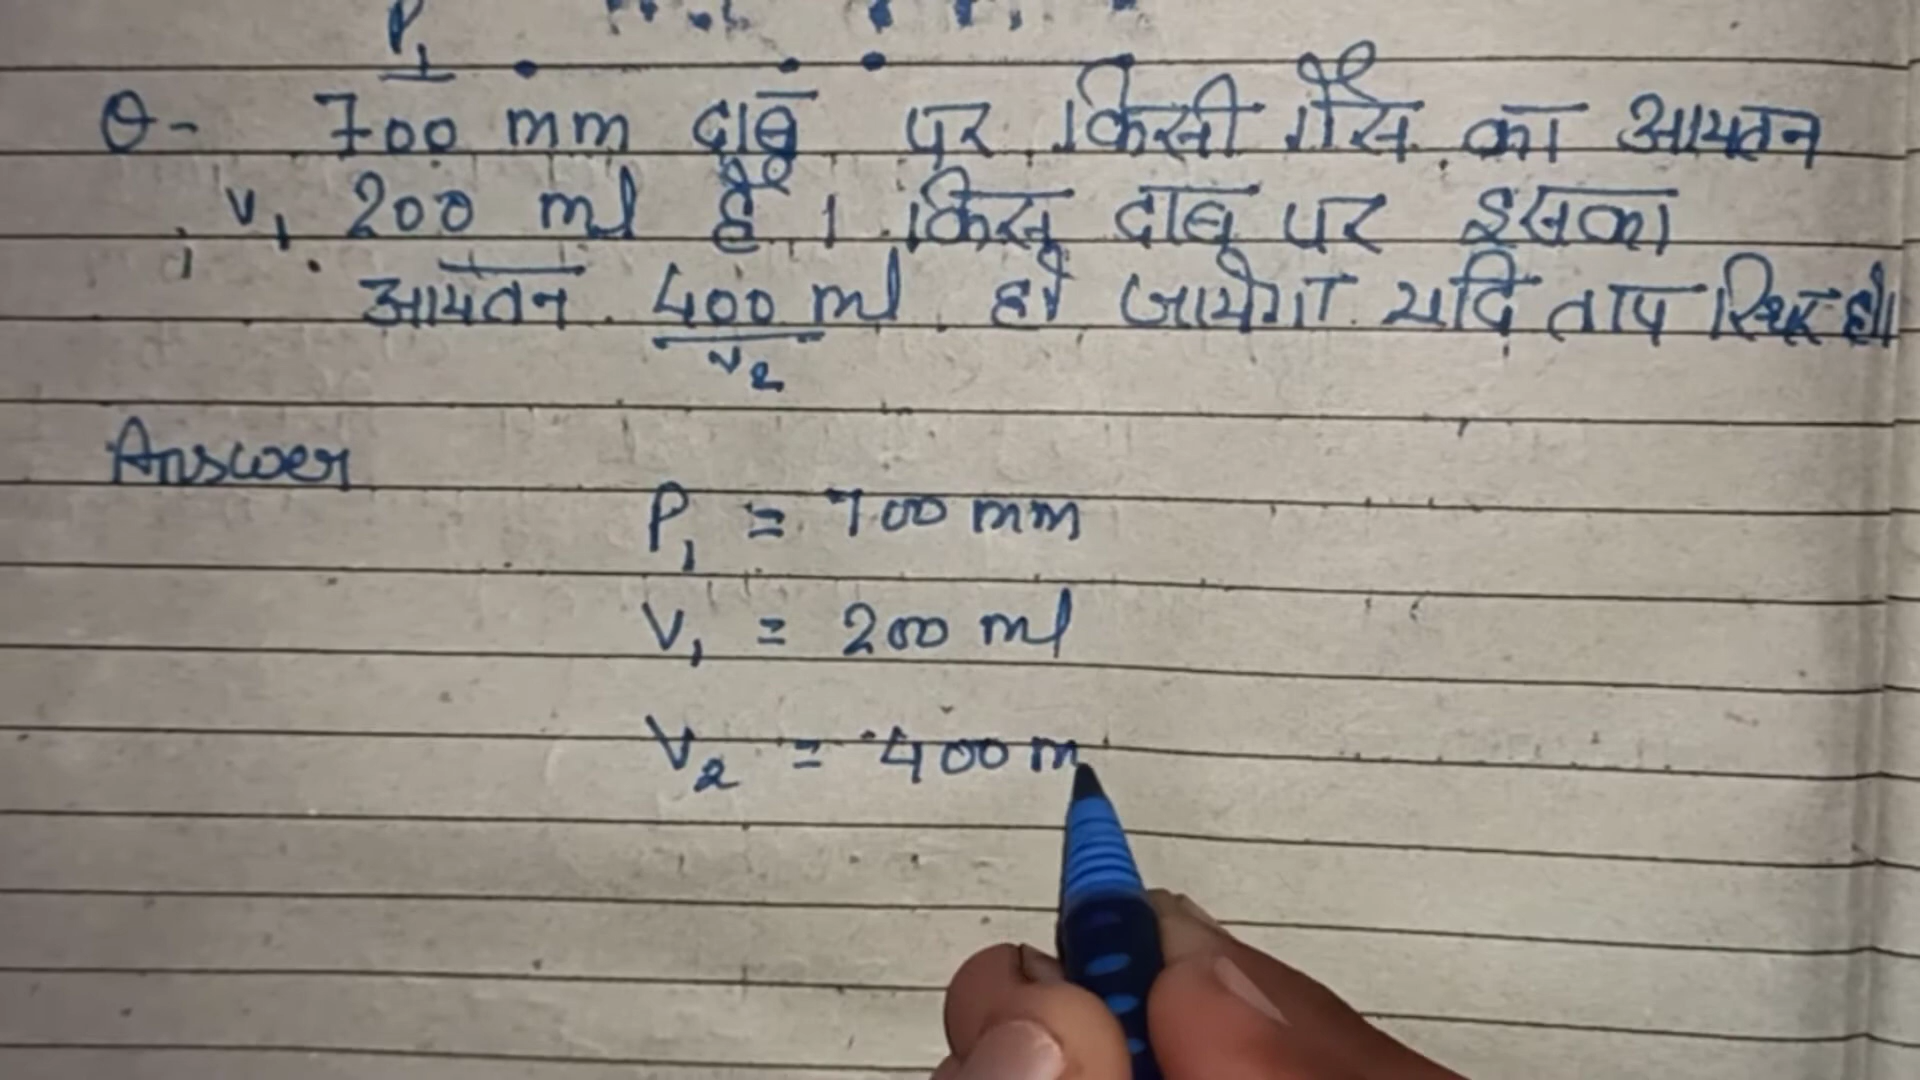 P₁
θ- 700 mm दाब पर किसी गैस का आयतन
V₁ 200 ml है । किस दाब पर इसका
आयतन 400 ml हो जायेगा यदि ताप स्थिर हो।
V₂
Answer
P₁ = 700 mm
V₁ = 200 ml
V₂ = 400 m